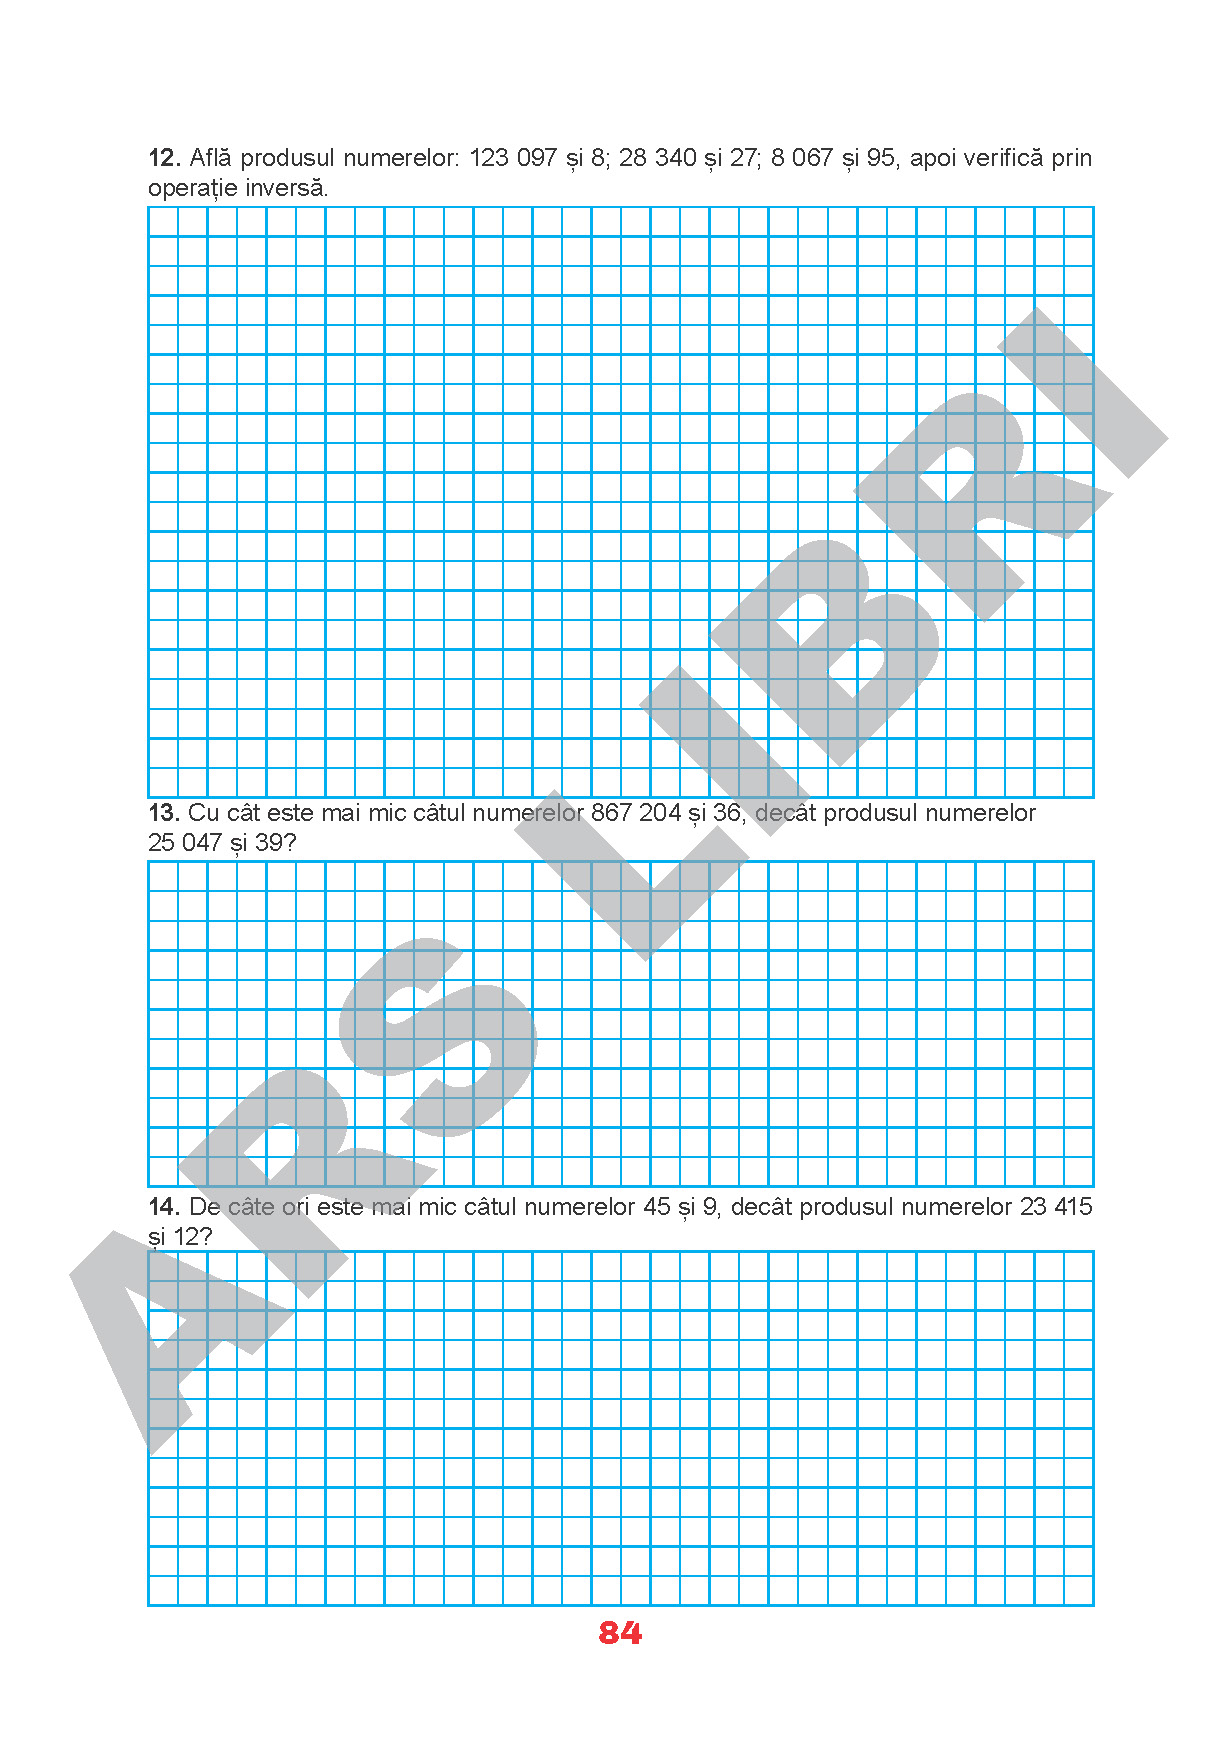 12. Află produsul numerelor: 123 097 și 8; 28 340 și 27; 8 067 și 95, apoi verifică prin
operație inversă.
13. Cu cât este mai mic câtul numerelor 867 204 și 36, decât produsul numerelor
25 047 și 39?
14. De câte ori este mai mic câtul numerelor 45 și 9, decât produsul numerelor 23 415
și 12?
ARS LIBRI
84